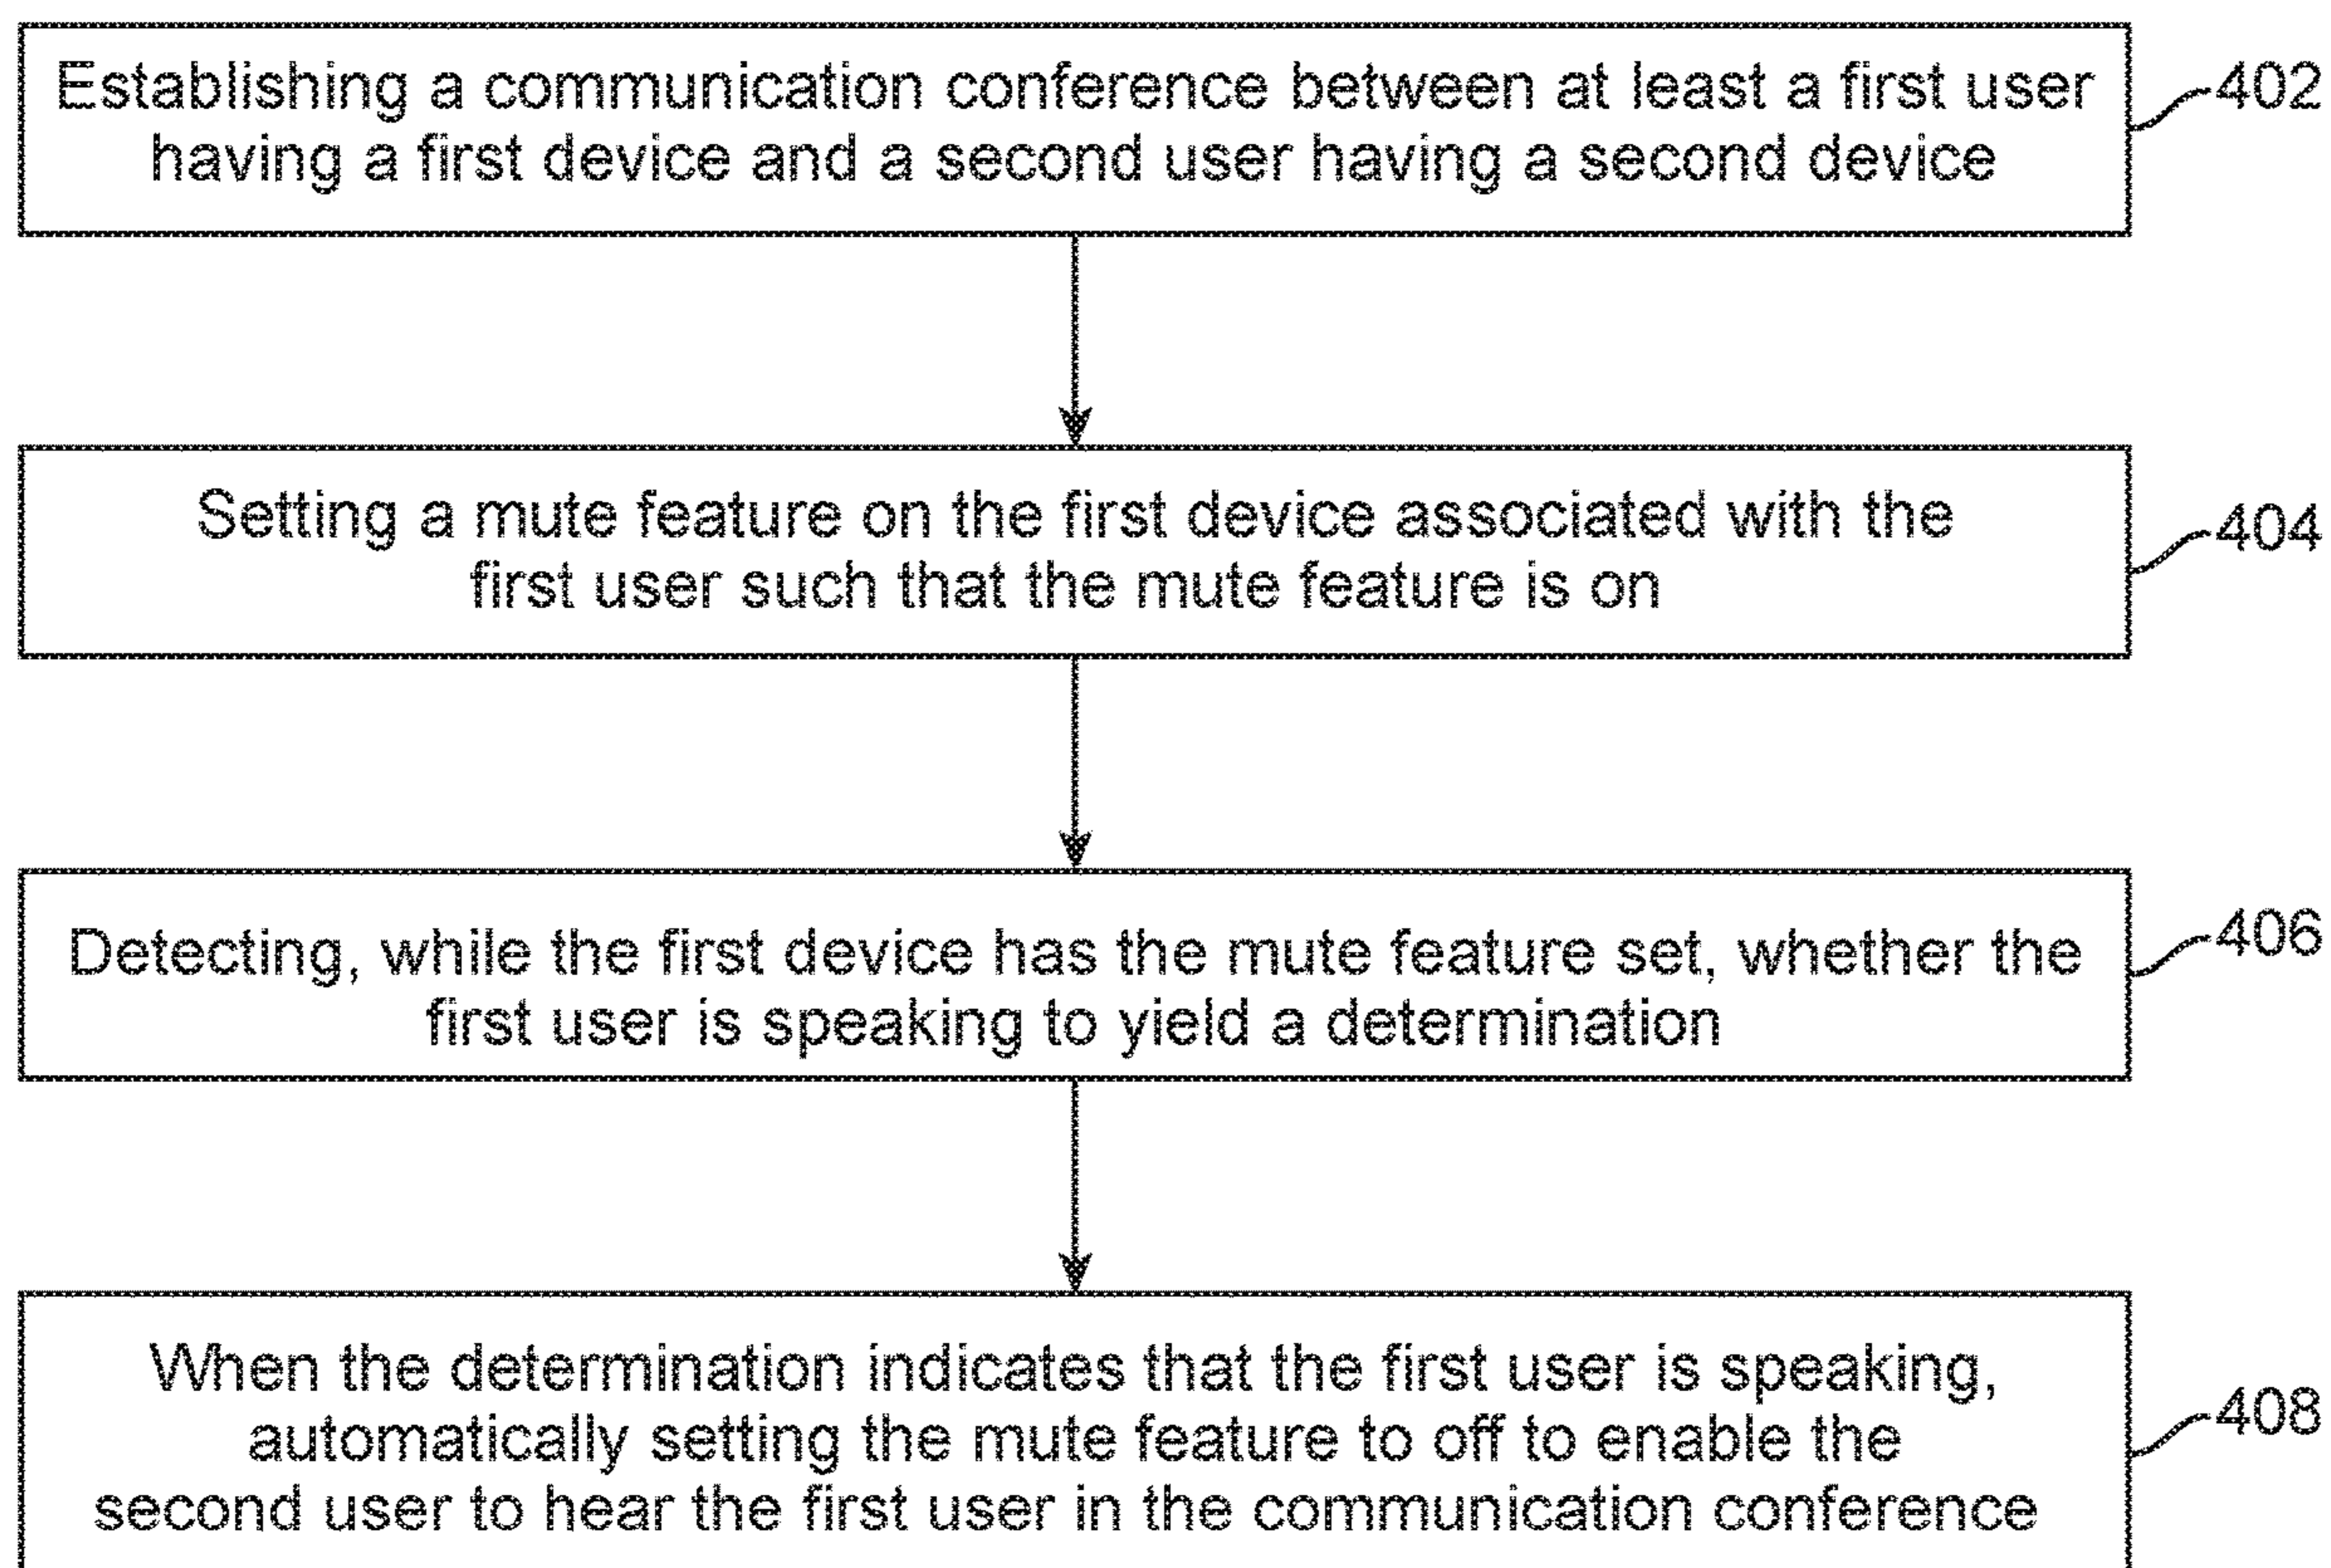 Establishing a communication conference between at least a first user
having a first device and a second user having a second device
402
Setting a mute feature on the first device associated with the
first user such that the mute feature is on
404
Detecting, while the first device has the mute feature set, whether the
first user is speaking to yield a determination
406
When the determination indicates that the first user is speaking,
automatically setting the mute feature to off to enable the
second user to hear the first user in the communication conference
408